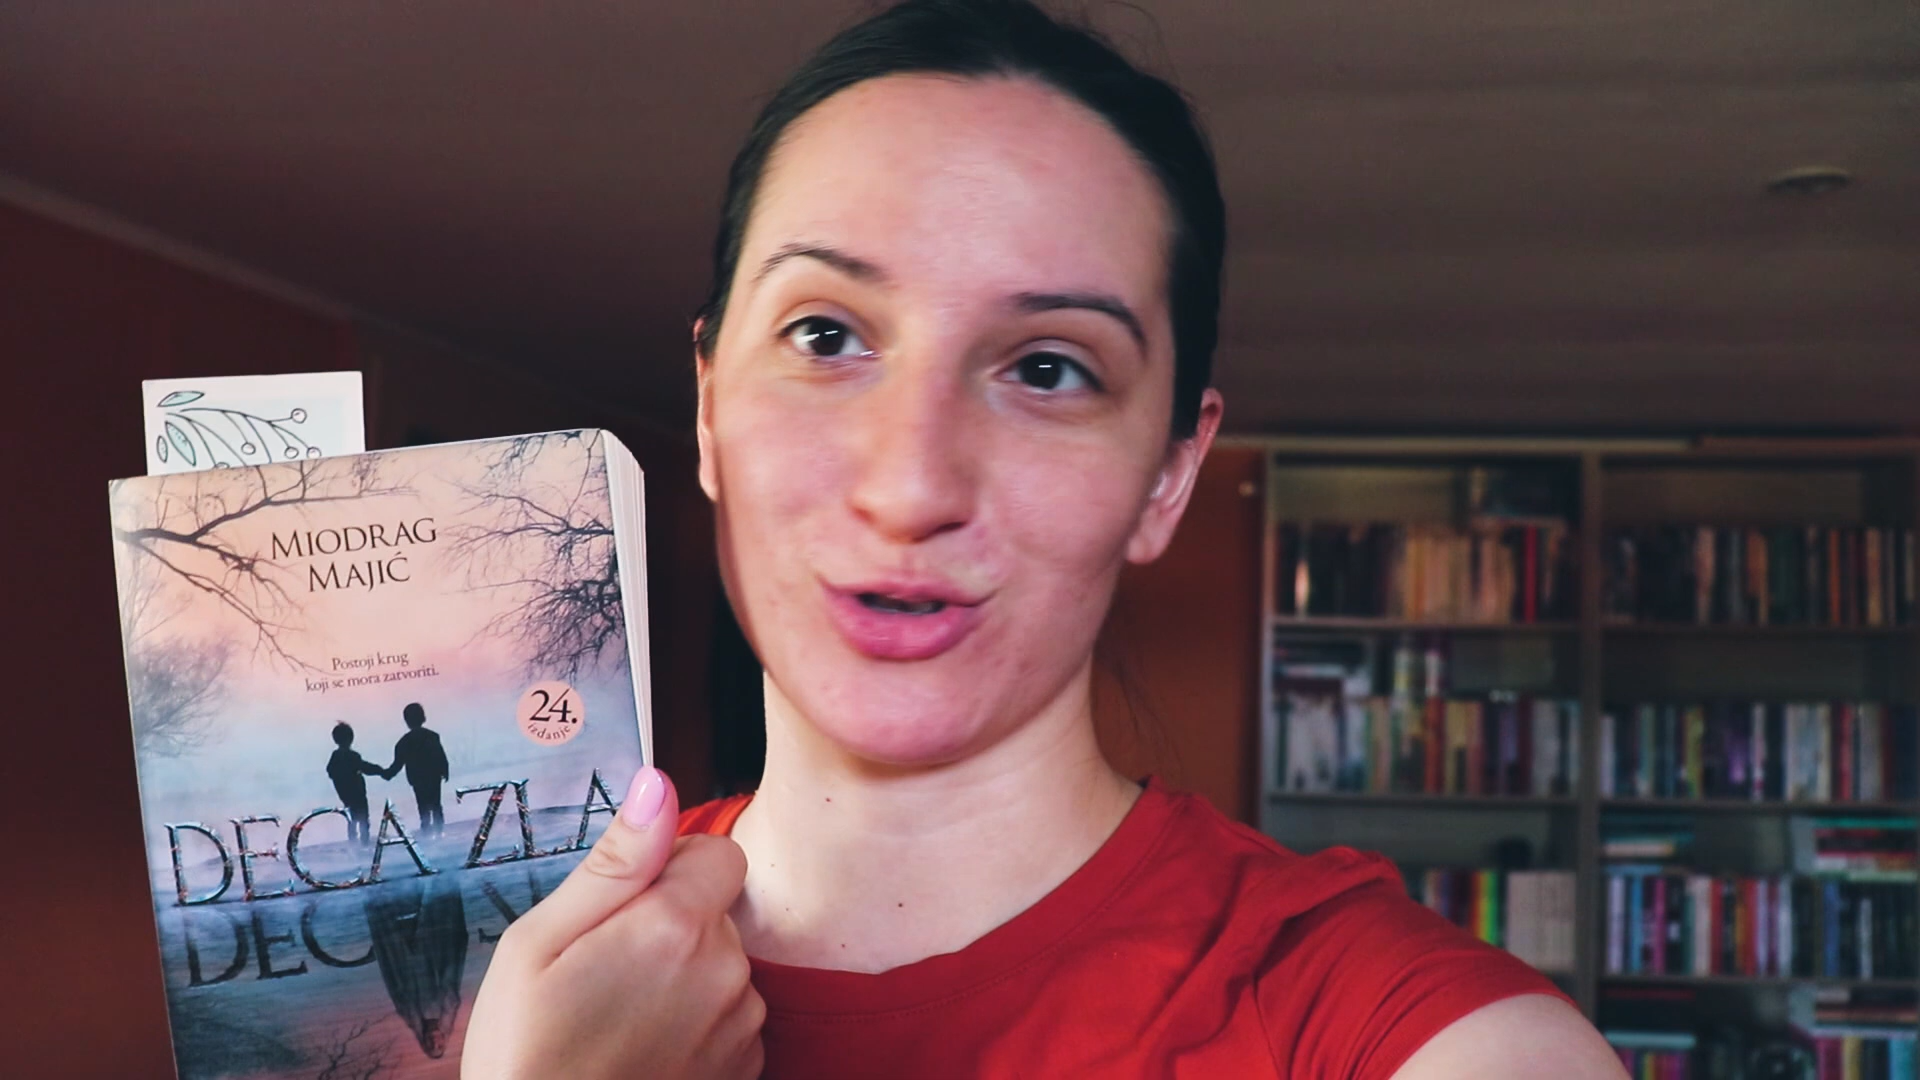 MIODRAG
MAJIĆ
Postoji krug
koji se mora zatvoriti.
24.
izdanje
DECA ZLA